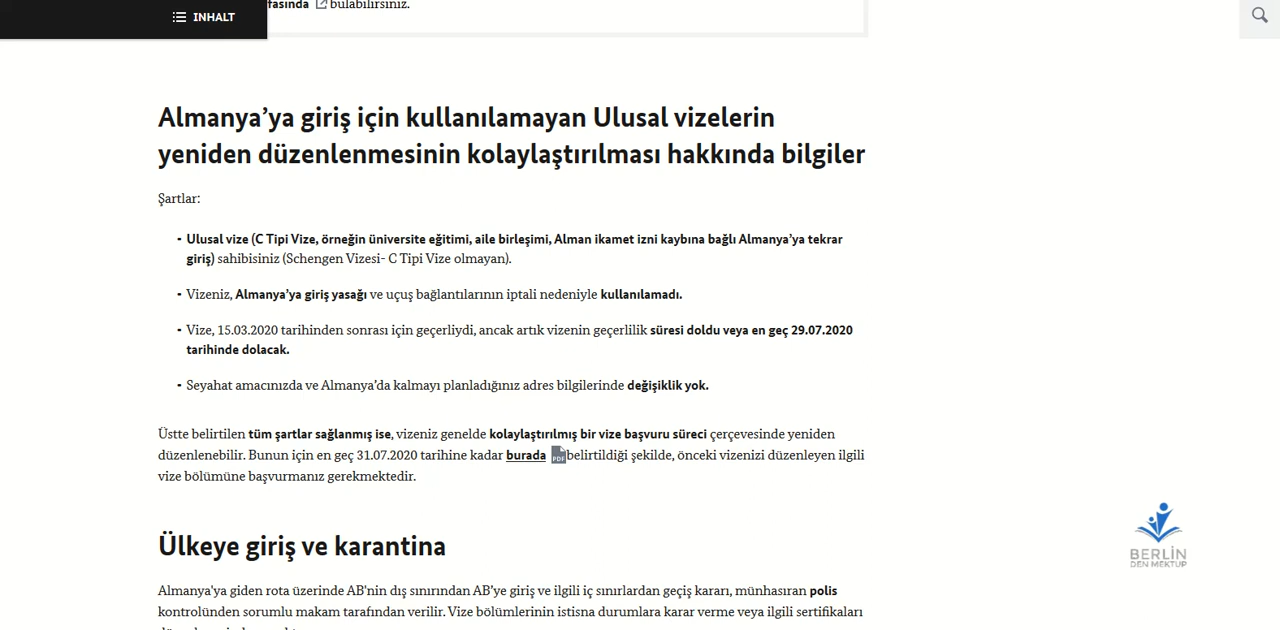 INHALT
fasında bulabilirsiniz.
Almanya’ya giriş için kullanılamayan Ulusal vizelerin
yeniden düzenlenmesinin kolaylaştırılması hakkında bilgiler
Şartlar:
Ulusal vize (C Tipi Vize, örneğin üniversite eğitimi, aile birleşimi, Alman ikamet izni kaybına bağlı Almanya’ya tekrar
giriş) sahibisiniz (Schengen Vizesi- C Tipi Vize olmayan).
Vizeniz, Almanya’ya giriş yasağı ve uçuş bağlantılarının iptali nedeniyle kullanılamadı.
Vize, 15.03.2020 tarihinden sonrası için geçerliydi, ancak artık vizenin geçerlilik süresi doldu veya en geç 29.07.2020
tarihinde dolacak.
Seyahat amacınızda ve Almanya’da kalmayı planladığınız adres bilgilerinde değişiklik yok.
Üstte belirtilen tüm şartlar sağlanmış ise, vizeniz genelde kolaylaştırılmış bir vize başvuru süreci çerçevesinde yeniden
düzenlenebilir. Bunun için en geç 31.07.2020 tarihine kadar burada PDF belirtildiği şekilde, önceki vizenizi düzenleyen ilgili
vize bölümüne başvurmanız gerekmektedir.
Ülkeye giriş ve karantina
Almanya'ya giden rota üzerinde AB'nin dış sınırından AB’ye giriş ve ilgili iç sınırlardan geçiş kararı, münhasıran polis
kontrolünden sorumlu makam tarafından verilir. Vize bölümlerinin istisna durumlara karar verme veya ilgili sertifikaları
BERLİN
DEN MEKTUP